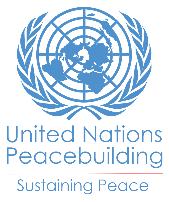 United Nations
Peacebuilding
Sustaining Peace